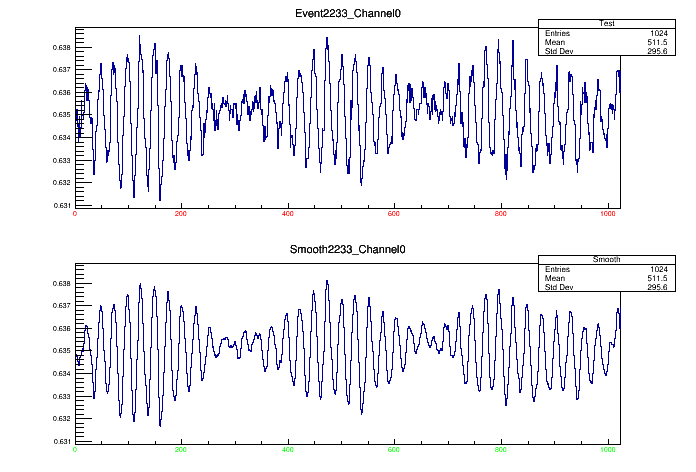 Event2233_Channel0
Test
Entries 1024
Mean 511.5
Std Dev 295.6
0.638
0.637
0.636
0.635
0.634
0.633
0.632
0.631
0 200 400 600 800 1000
Smooth2233_Channel0
Smooth
Entries 1024
Mean 511.5
Std Dev 295.6
0.638
0.637
0.636
0.635
0.634
0.633
0.632
0.631
0 200 400 600 800 1000